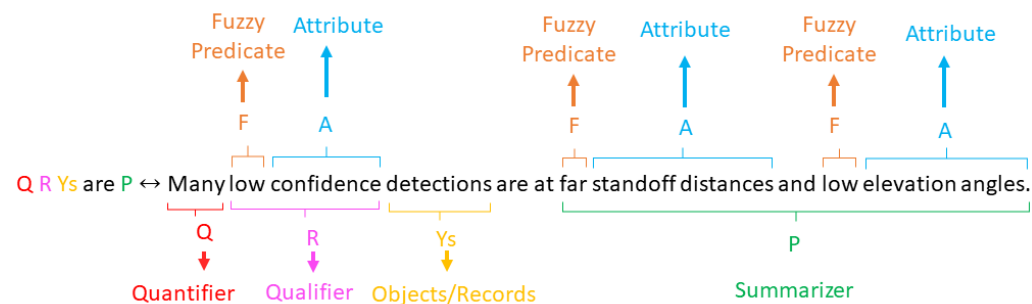 Fuzzy Predicate
Attribute
Fuzzy Predicate
Attribute
Fuzzy Predicate
Attribute
F
A
F
A
F
A
Q R Ys are P ↔ Many low confidence detections are at far standoff distances and low elevation angles.
Q
R
Ys
P
Quantifier
Qualifier
Objects/Records
Summarizer